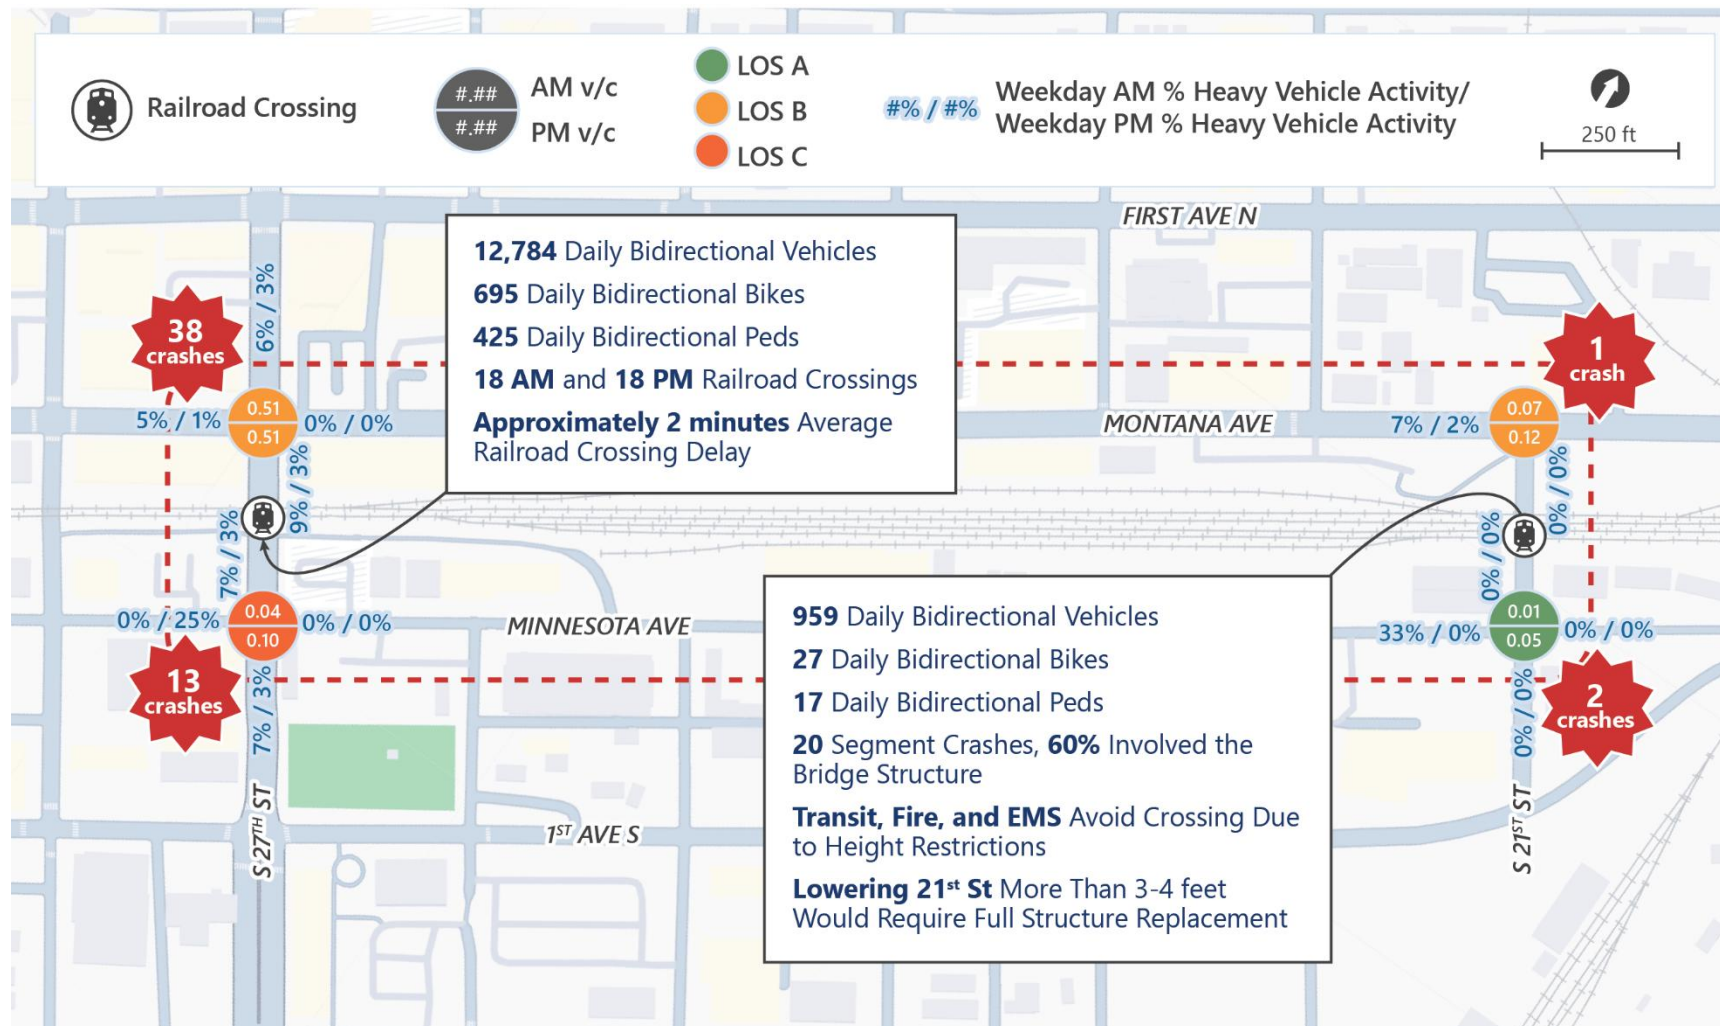 Railroad Crossing
#.##
#.##
AM v/c
PM v/c
LOS A
LOS B
LOS C
#% / #%
Weekday AM % Heavy Vehicle Activity/
Weekday PM % Heavy Vehicle Activity
250 ft
FIRST AVE N
12,784 Daily Bidirectional Vehicles
695 Daily Bidirectional Bikes
425 Daily Bidirectional Peds
18 AM and 18 PM Railroad Crossings
Approximately 2 minutes Average
Railroad Crossing Delay
6% / 3%
38
crashes
1
crash
5% / 1%
0.51
0.51
0% / 0%
MONTANA AVE
7% / 2%
0.07
0.12
9% / 3%
0% / 0%
7% / 3%
0% / 0%
0% / 25%
0.04
0.10
0% / 0%
MINNESOTA AVE
33% / 0%
0.01
0.05
0% / 0%
13
crashes
7% / 3%
959 Daily Bidirectional Vehicles
27 Daily Bidirectional Bikes
17 Daily Bidirectional Peds
20 Segment Crashes, 60% Involved the
Bridge Structure
Transit, Fire, and EMS Avoid Crossing Due
to Height Restrictions
Lowering 21st St More Than 3-4 feet
Would Require Full Structure Replacement
0% / 0%
2
crashes
S 27TH ST
1ST AVE S
S 21ST ST